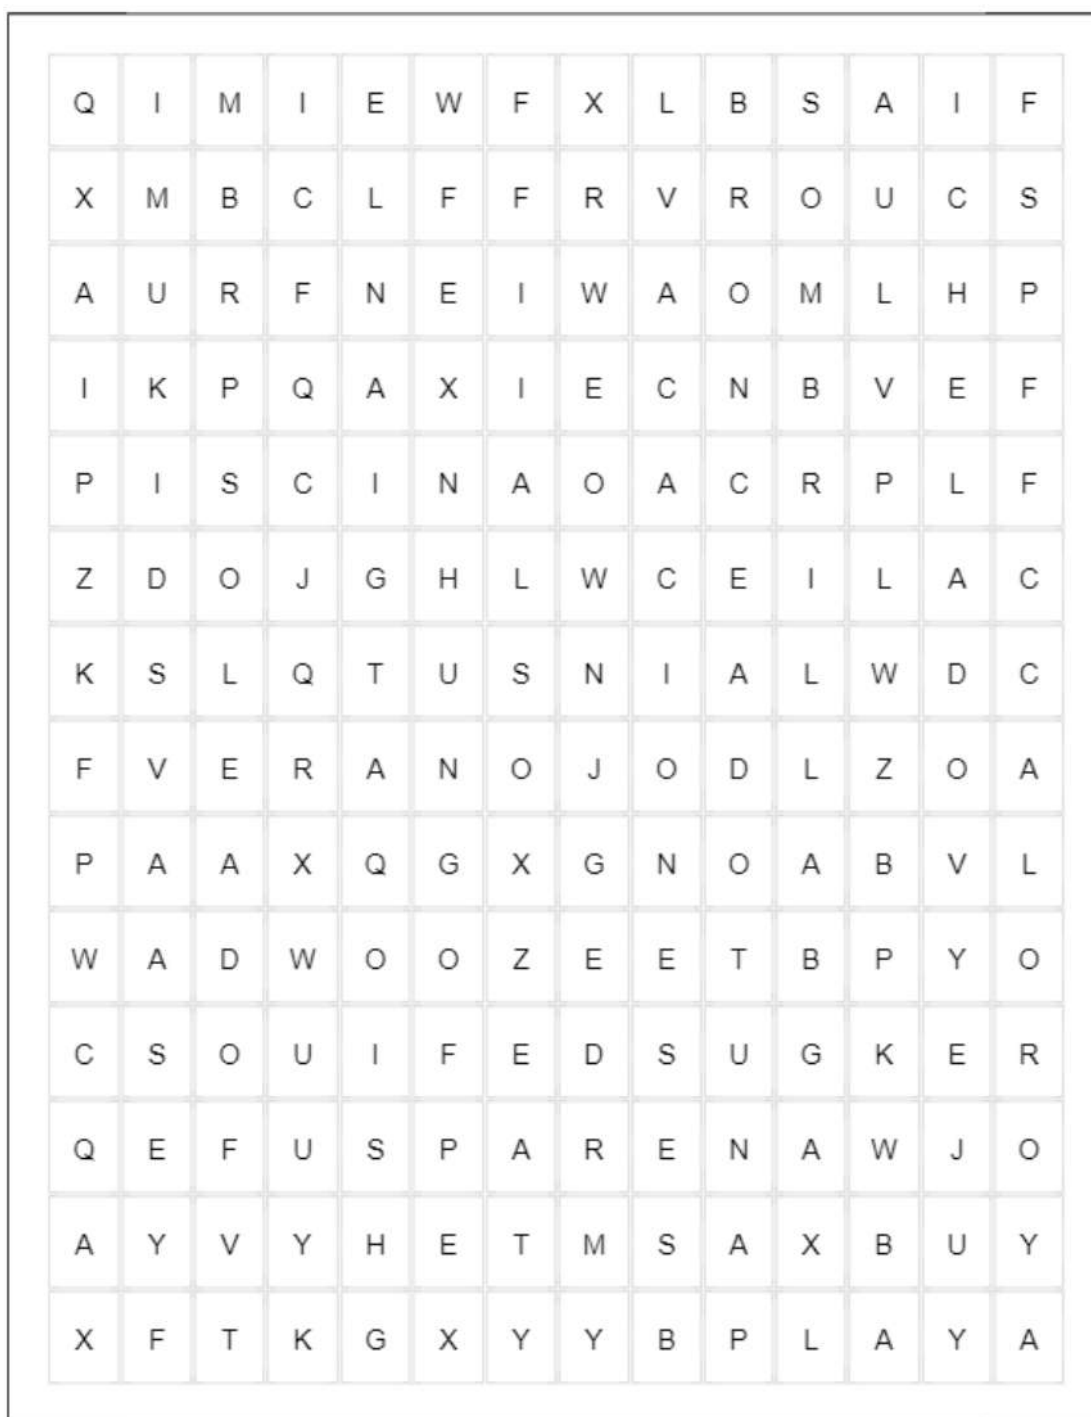 Q I M I E W F X L B S A I F
X M B C L F F R V R O U C S
A U R F N E I W A O M L H P
I K P Q A X I E C N B V E F
P I S C I N A O A C R P L F
Z D O J G H L W C E I L A C
K S L Q T U S N I A L W D C
F V E R A N O J O D L Z O A
P A A X Q G X G N O A B V L
W A D W O O Z E E T B P Y O
C S O U I F E D S U G K E R
Q E F U S P A R E N A W J O
A Y V Y H E T M S A X B U Y
X F T K G X Y Y B P L A Y A